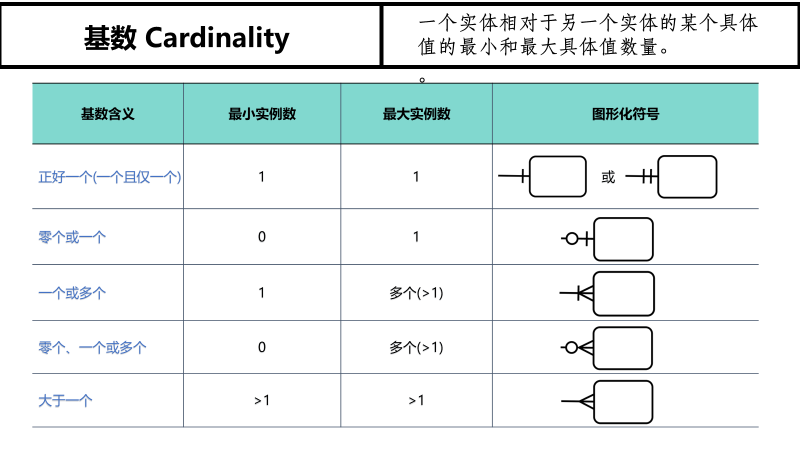 基数 Cardinality
一个实体相对于另一个实体的某个具体
值的最小和最大具体值数量。
。
基数含义 最小实例数 最大实例数 图形化符号
正好一个(一个且仅一个) 1 1 或
零个或一个 0 1
一个或多个 1 多个(>1)
零个、一个或多个 0 多个(>1)
大于一个 >1 >1